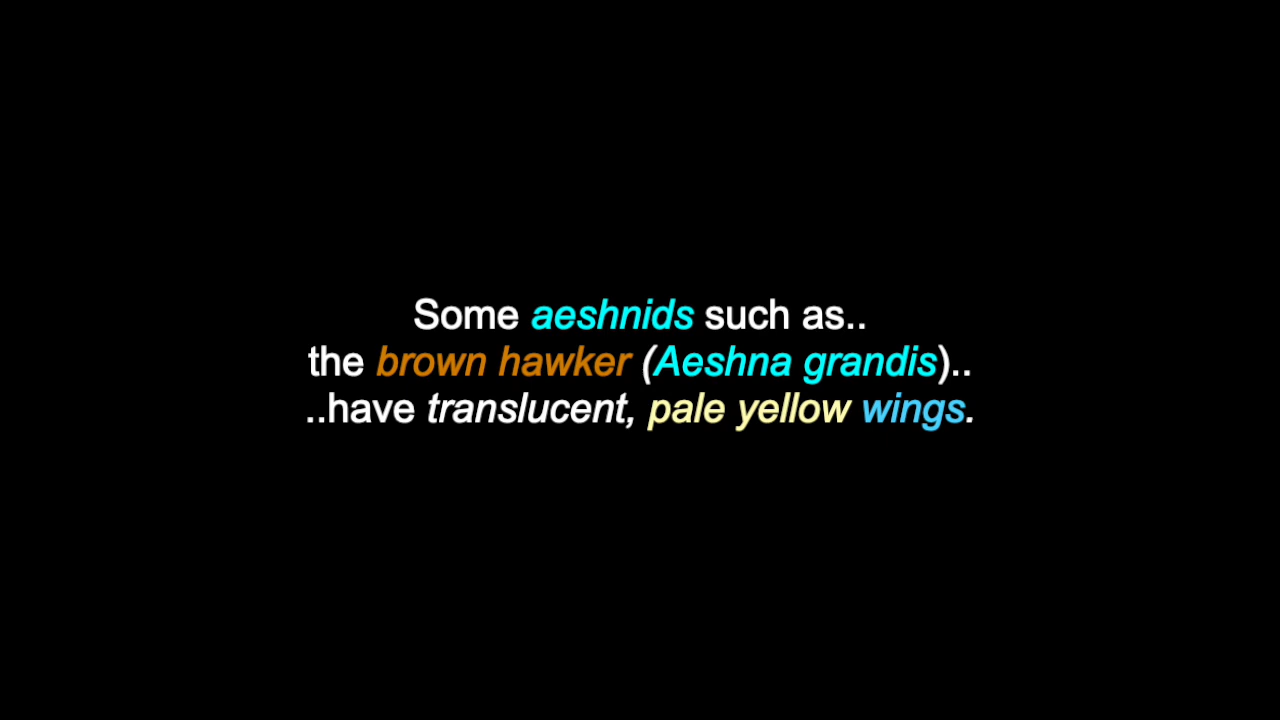 Some aeshnids such as..
the brown hawker (Aeshna grandis)..
..have translucent, pale yellow wings.